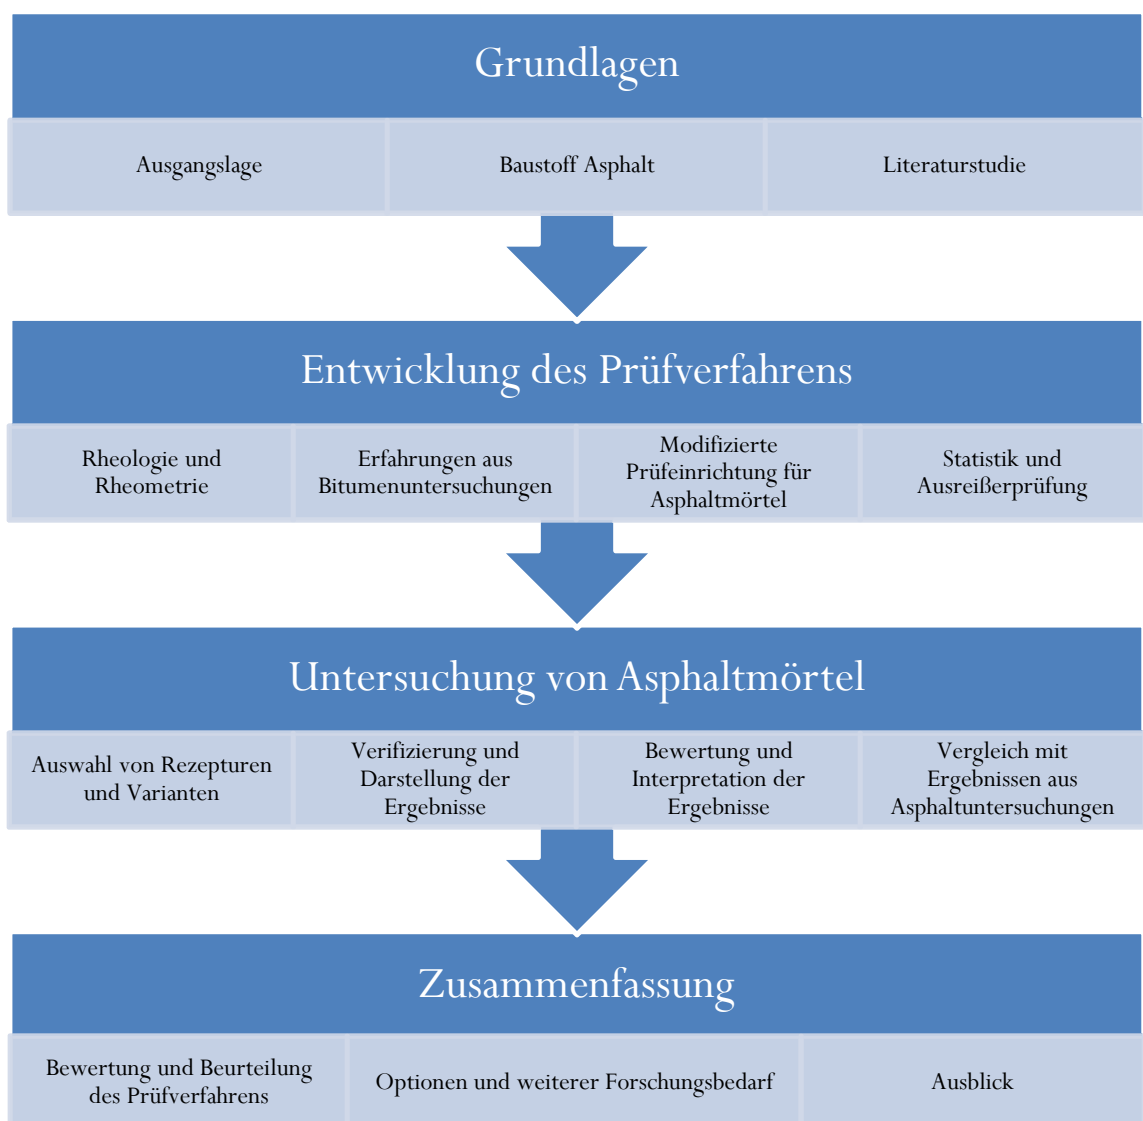 Grundlagen
Ausgangslage
Baustoff Asphalt
Literaturstudie
Entwicklung des Prüfverfahrens
Rheologie und
Rheometrie
Erfahrungen aus
Bitumenuntersuchungen
Modifizierte
Prüfeinrichtung für
Asphaltmörtel
Statistik und
Ausreißerprüfung
Untersuchung von Asphaltmörtel
Auswahl von Rezepturen
und Varianten
Verifizierung und
Darstellung der
Ergebnisse
Bewertung und
Interpretation der
Ergebnisse
Vergleich mit
Ergebnissen aus
Asphaltuntersuchungen
Zusammenfassung
Bewertung und Beurteilung
des Prüfverfahrens
Optionen und weiterer Forschungsbedarf
Ausblick